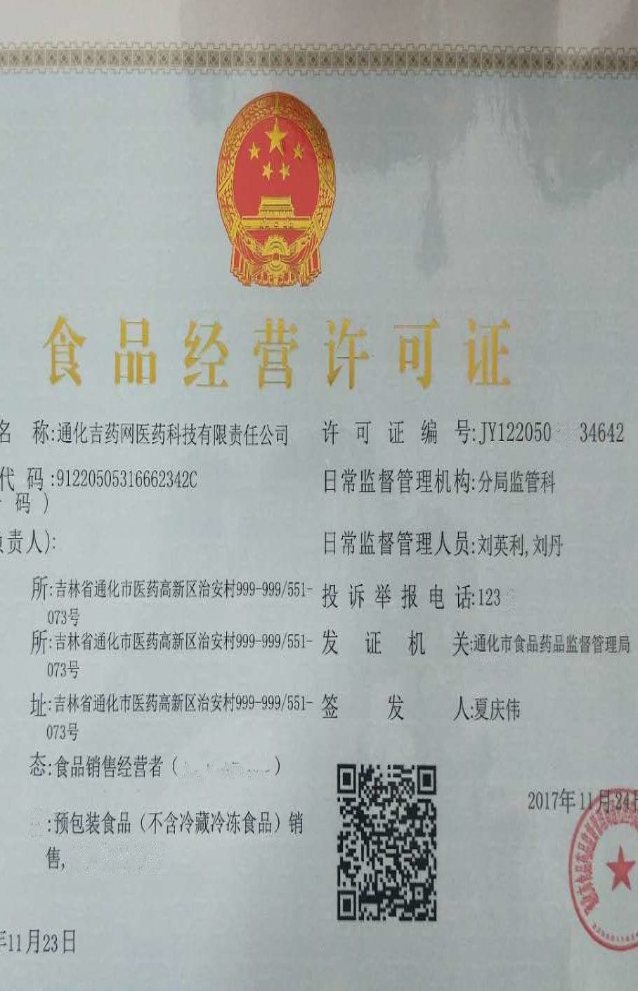 食品经营许可证
名 称:通化吉药网医药科技有限责任公司
许可证编号:JY122050 34642
代码:91220505316662342C
码)
日常监督管理机构:分局监管科
负责人):
日常监督管理人员:刘英利,刘丹
所:吉林省通化市医药高新区治安村999-999/551-
073号
投诉举报电话:123
所:吉林省通化市医药高新区治安村999-999/551-
073号
发证机关:通化市食品药品监督管理局
址:吉林省通化市医药高新区治安村999-999/551-
073号
签发人:夏庆伟
态:食品销售经营者( )
:预包装食品(不含冷藏冷冻食品)销
售,
2017年11月24日
年11月23日